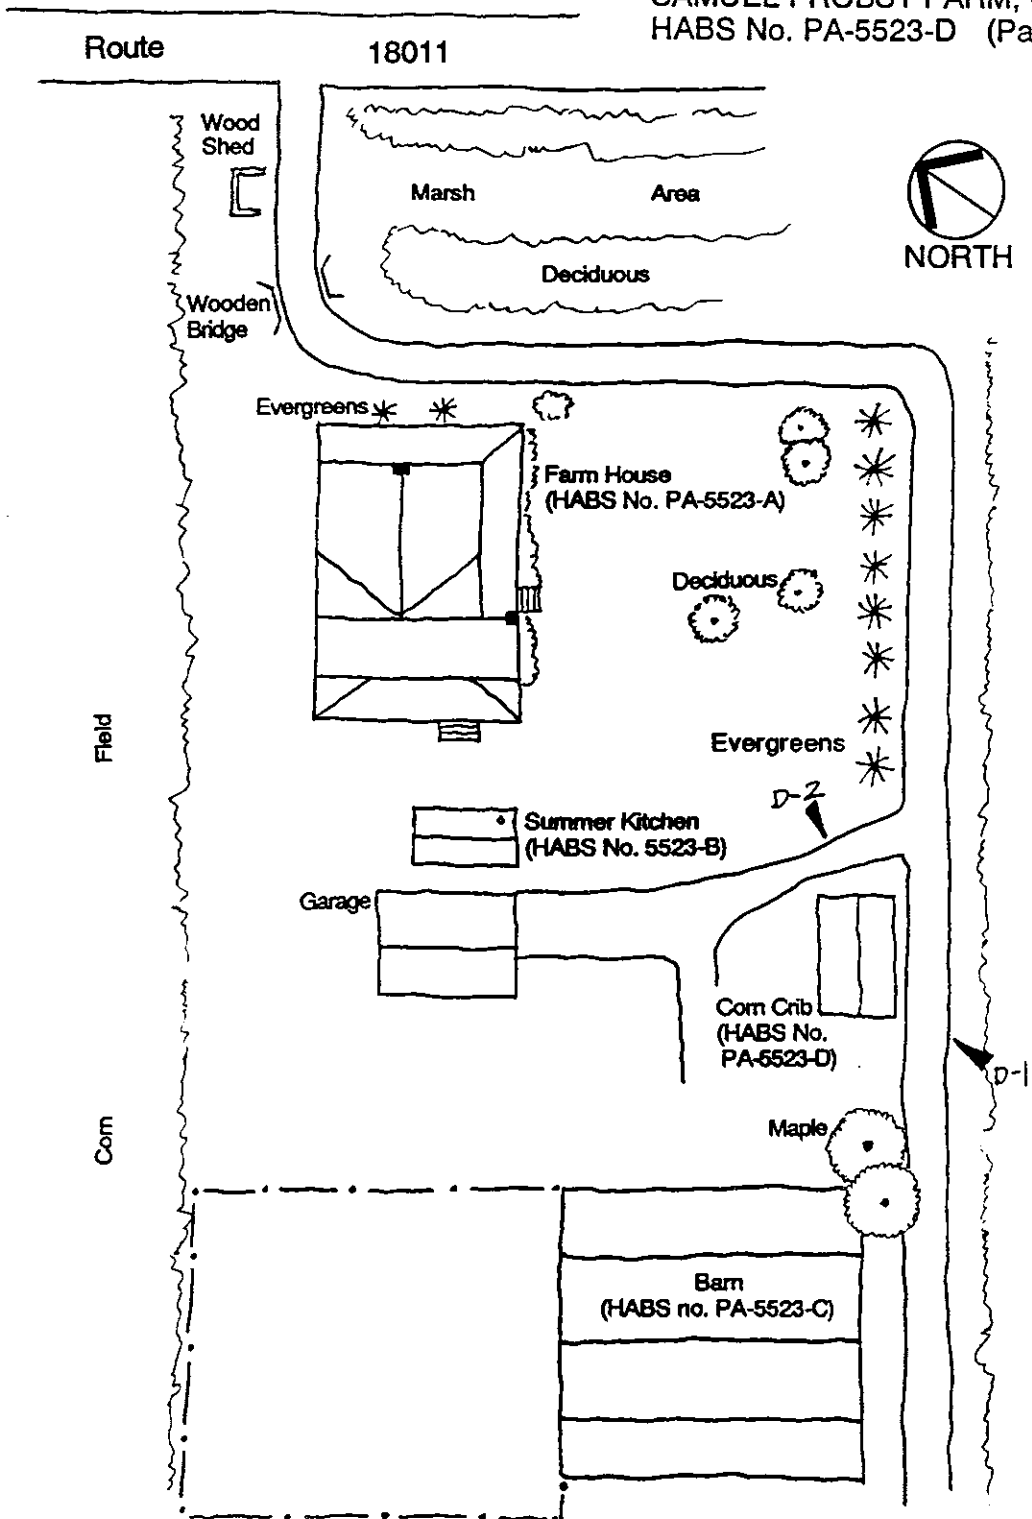 HABS No. PA-5523-D (Pa
Route 18011
Wood
Shed
Marsh Area
NORTH
Deciduous
Wooden
Bridge
Evergreens
Farm House
(HABS No. PA-5523-A)
Deciduous
Field
Evergreens
D-2
Summer Kitchen
(HABS No. 5523-B)
Garage
Corn Crib
(HABS No.
PA-5523-D)
D-1
Maple
Corn
Barn
(HABS no. PA-5523-C)